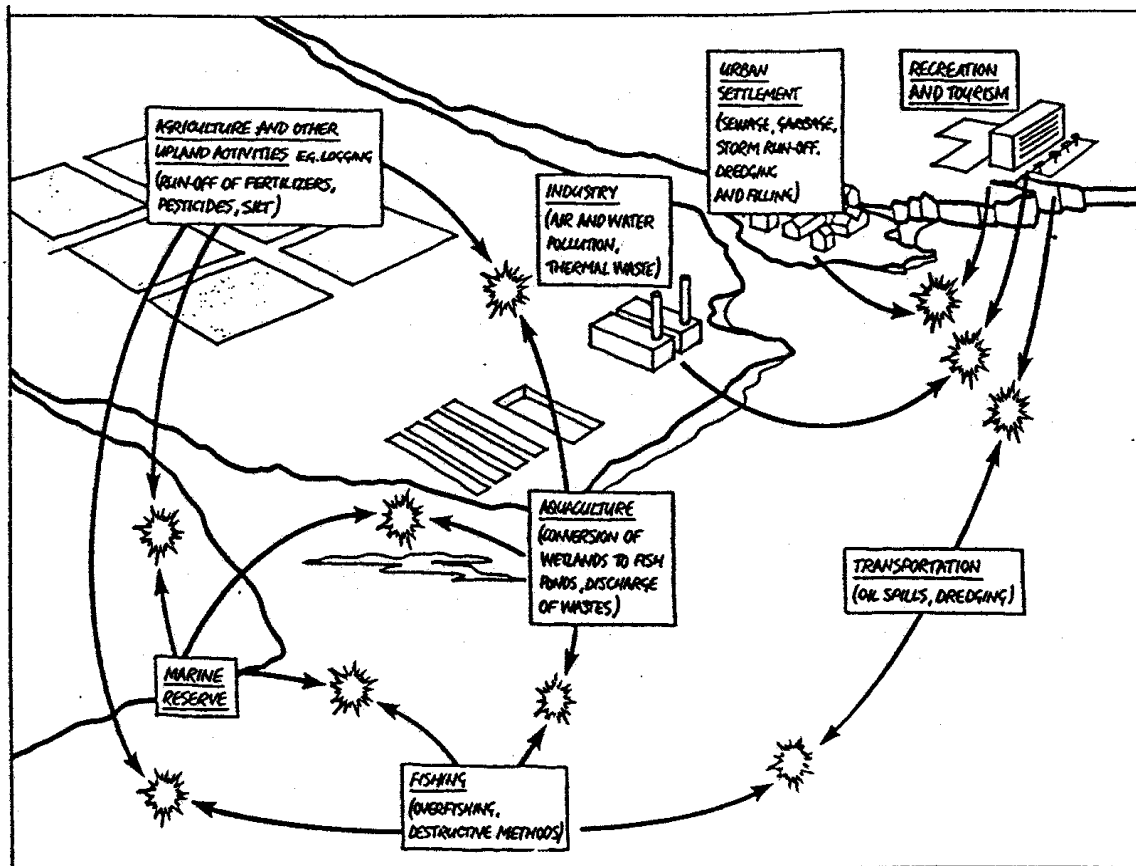 AGRICULTURE AND OTHER
UPLAND ACTIVITIES E.G. LOGGING
(RUN-OFF OF FERTILIZERS,
PESTICIDES, SILT)
INDUSTRY
(AIR AND WATER
POLLUTION,
THERMAL WASTE)
URBAN
SETTLEMENT
(SEWAGE, GARBAGE,
STORM RUN-OFF.
DREDGING
AND FILLING)
RECREATION
AND TOURISM
AQUACULTURE
(CONVERSION OF
WETLANDS TO FISH
PONDS, DISCHARGE
OF WASTES)
TRANSPORTATION
(OIL SPILLS, DREDGING)
MARINE
RESERVE
FISHING
(OVERFISHING,
DESTRUCTIVE METHODS)